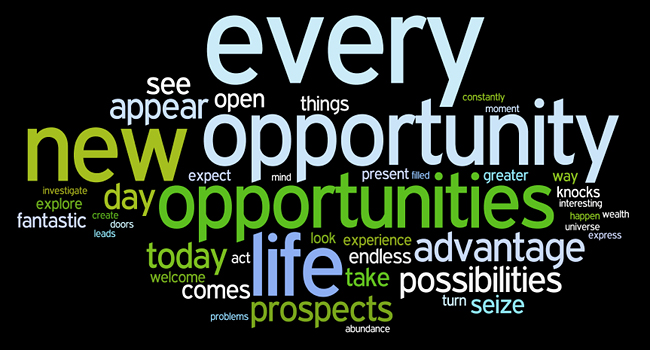 every
see
appear
open
things
constantly
moment
new
opportunity
expect
mind
present
filled
greater
way
investigate
explore
day
opportunities
knocks
interesting
fantastic
create
doors
leads
happen
wealth
universe
express
look
experience
advantage
today
act
life
endless
welcome
comes
take
possibilities
prospects
turn
seize
problems
abundance